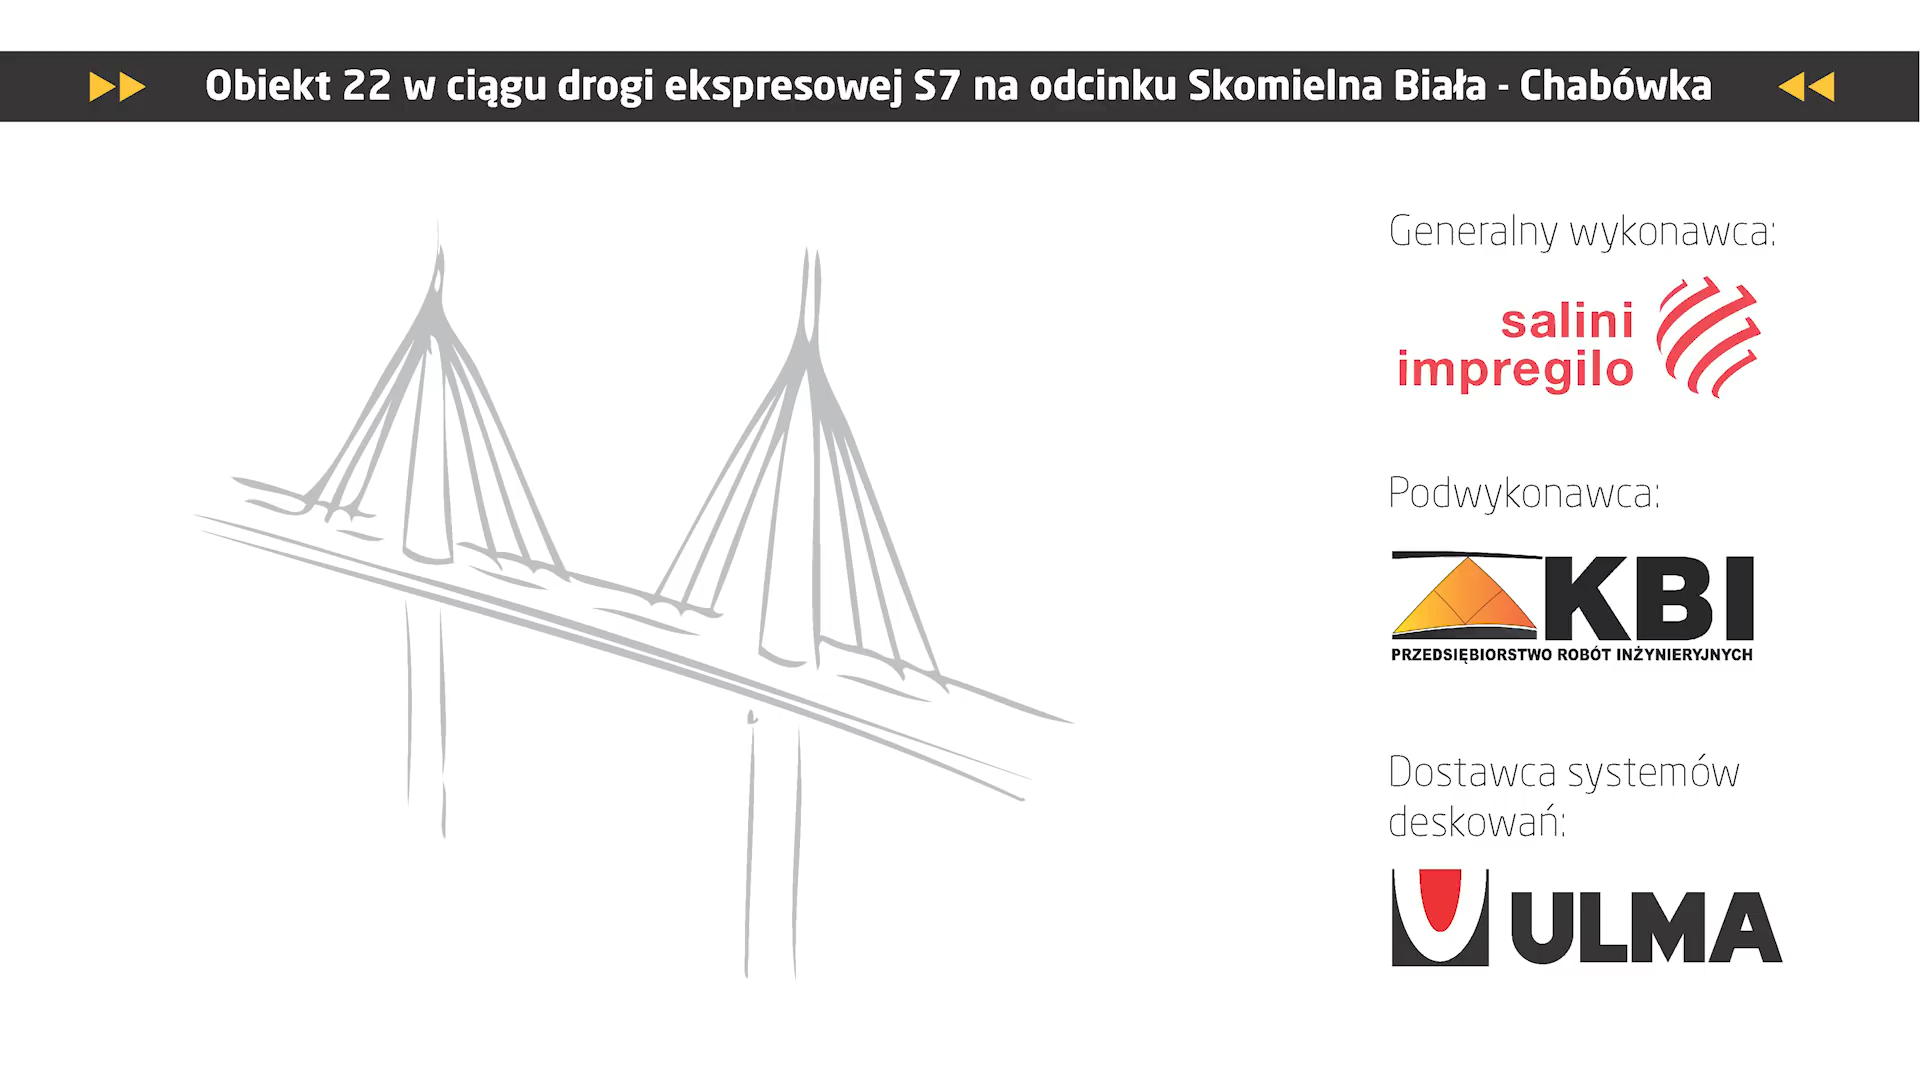 Obiekt 22 w ciągu drogi ekspresowej S7 na odcinku Skomielna Biała - Chabówka
Generalny wykonawca:
salini
impregilo
Podwykonawca:
KBI
PRZEDSIĘBIORSTWO ROBÓT INŻYNIERYJNYCH
Dostawca systemów
deskowań:
ULMA